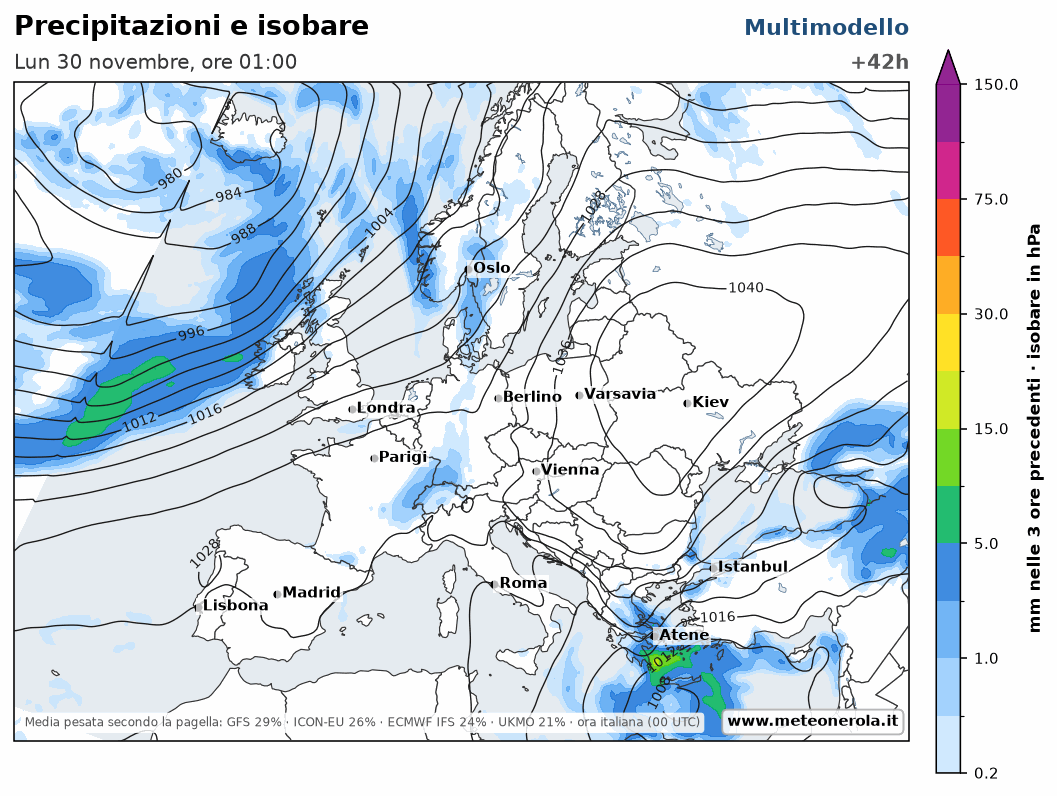 Precipitazioni e isobare
Multimodello
Lun 30 novembre, ore 01:00
+42h
980
984
988
1004
1028
996
1012
1016
1040
1036
Oslo
Londra
Berlino
Varsavia
Kiev
Parigi
Vienna
1028
Madrid
Lisbona
Roma
Istanbul
1016
Atene
1012
1008
Media pesata secondo la pagella: GFS 29% · ICON-EU 26% · ECMWF IFS 24% · UKMO 21% · ora italiana (00 UTC)
www.meteonerola.it
150.0
75.0
30.0
15.0
5.0
1.0
0.2
mm nelle 3 ore precedenti · isobare in hPa